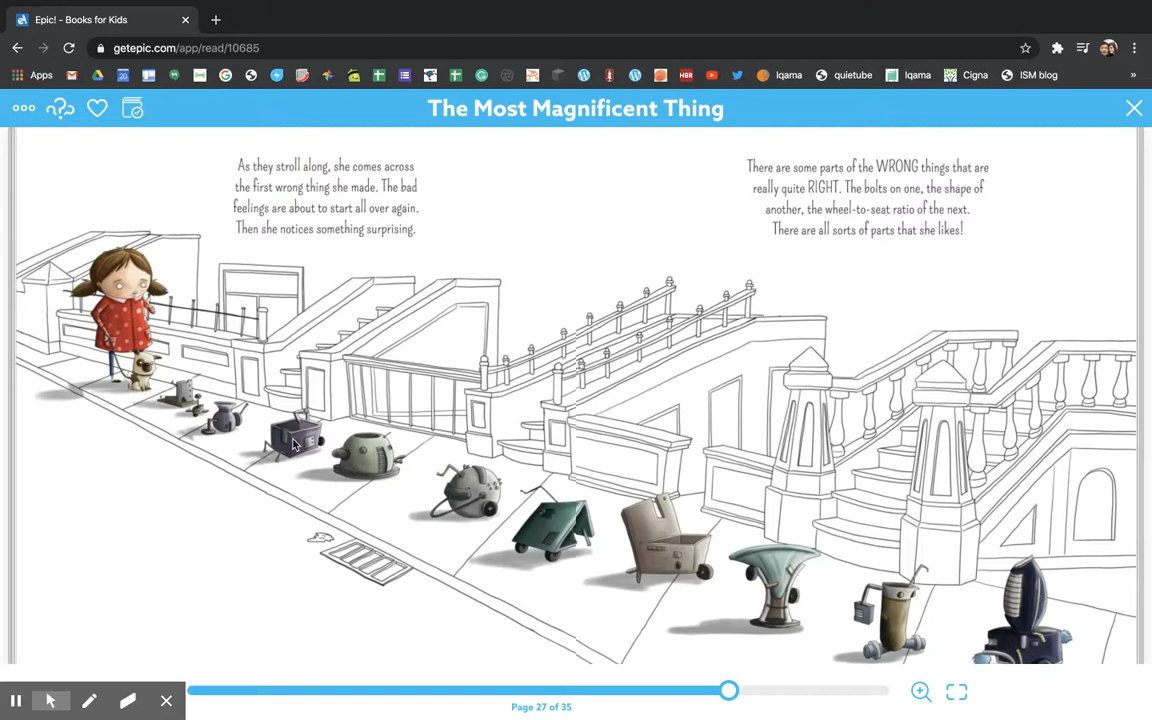 Epic! - Books for Kids
getepic.com/app/read/10685
Apps
20
HBR
Iqama
quietube
Iqama
Cigna
ISM blog
»
The Most Magnificent Thing
As they stroll along, she comes across
the first wrong thing she made. The bad
feelings are about to start all over again.
Then she notices something surprising.
There are some parts of the WRONG things that are
really quite RIGHT. The bolts on one, the shape of
another, the wheel-to-seat ratio of the next.
There are all sorts of parts that she likes!
Page 27 of 35